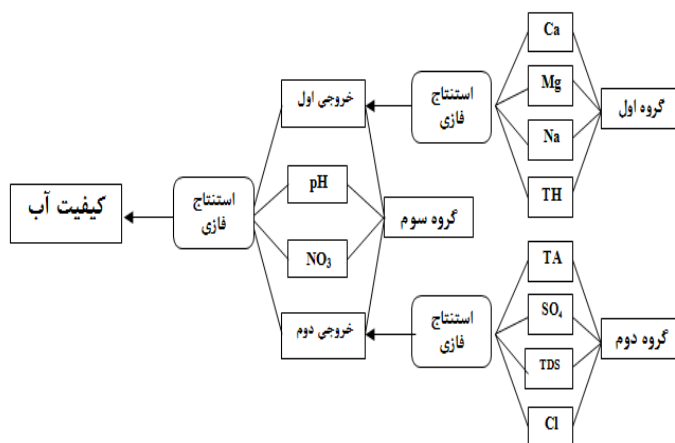 گروه اول
Ca
Mg
Na
TH
استنتاج
فازی
خروجی اول
گروه دوم
TA
SO₄
TDS
Cl
استنتاج
فازی
خروجی دوم
گروه سوم
pH
NO₃
استنتاج
فازی
کیفیت آب